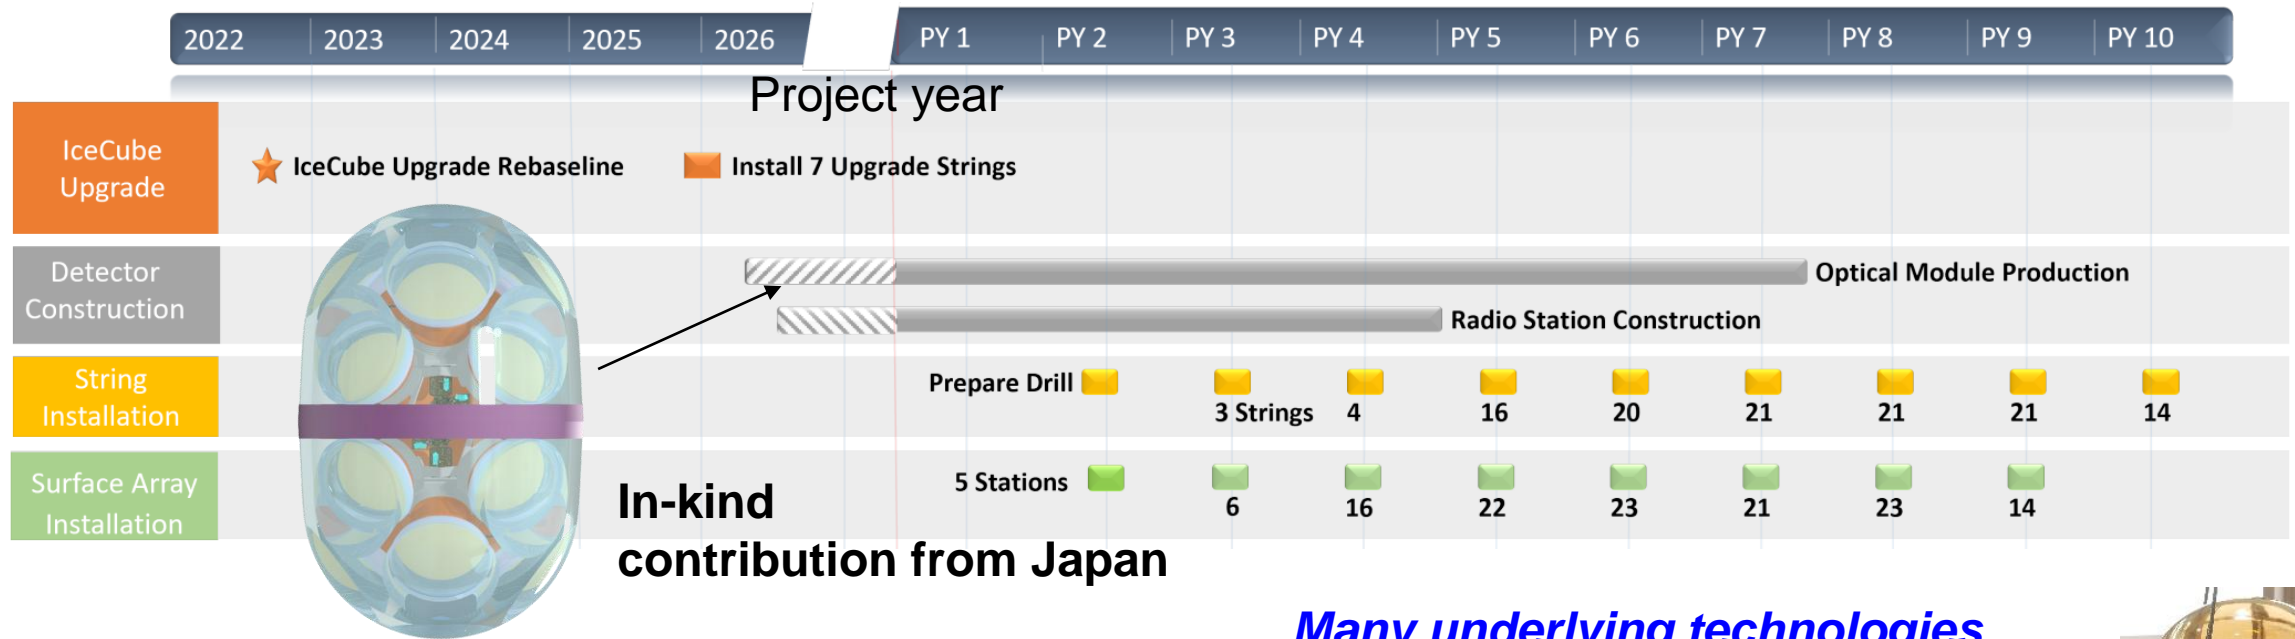 2022 2023 2024 2025 2026 PY 1 PY 2 PY 3 PY 4 PY 5 PY 6 PY 7 PY 8 PY 9 PY 10
Project year
IceCube
Upgrade
IceCube Upgrade Rebaseline
Install 7 Upgrade Strings
Detector
Construction
Optical Module Production
Radio Station Construction
String
Installation
Prepare Drill
3 Strings 4 16 20 21 21 21 14
Surface Array
Installation
5 Stations
6 16 22 23 21 23 14
In-kind
contribution from Japan
Many underlying technologies